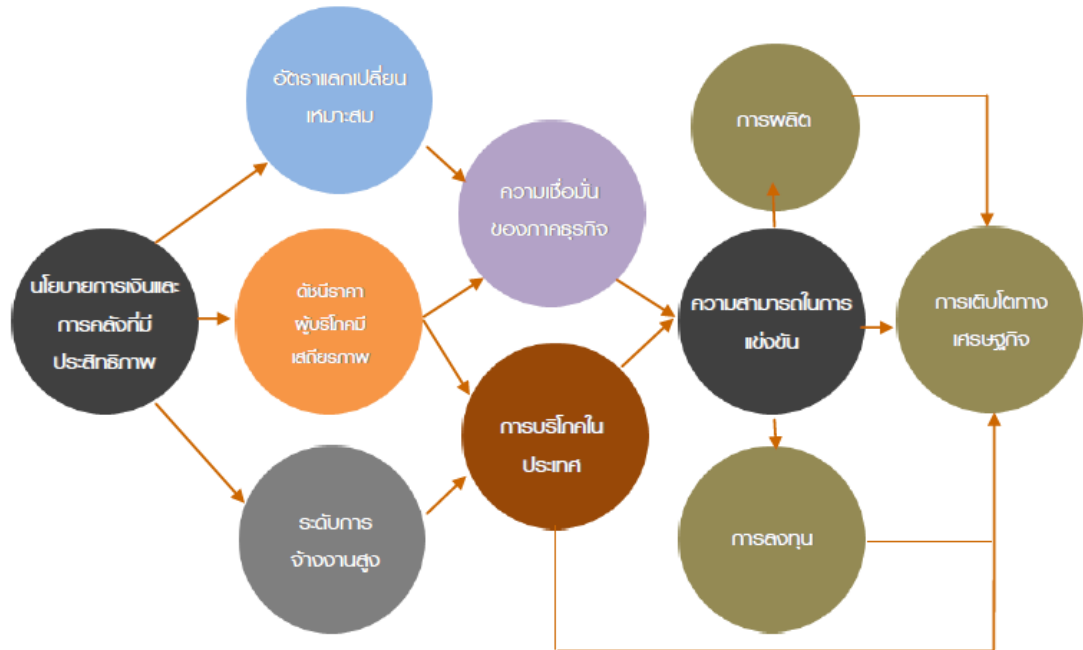 อัตราแลกเปลี่ยน
เหมาะสม
การผลิต
ความเชื่อมั่น
ของภาคธุรกิจ
นโยบายการเงินและ
การคลังที่มี
ประสิทธิภาพ
ดัชนีราคา
ผู้บริโภคมี
เสถียรภาพ
ความสามารถในการ
แข่งขัน
การเติบโตทาง
เศรษฐกิจ
การบริโภคใน
ประเทศ
ระดับการ
จ้างงานสูง
การลงทุน